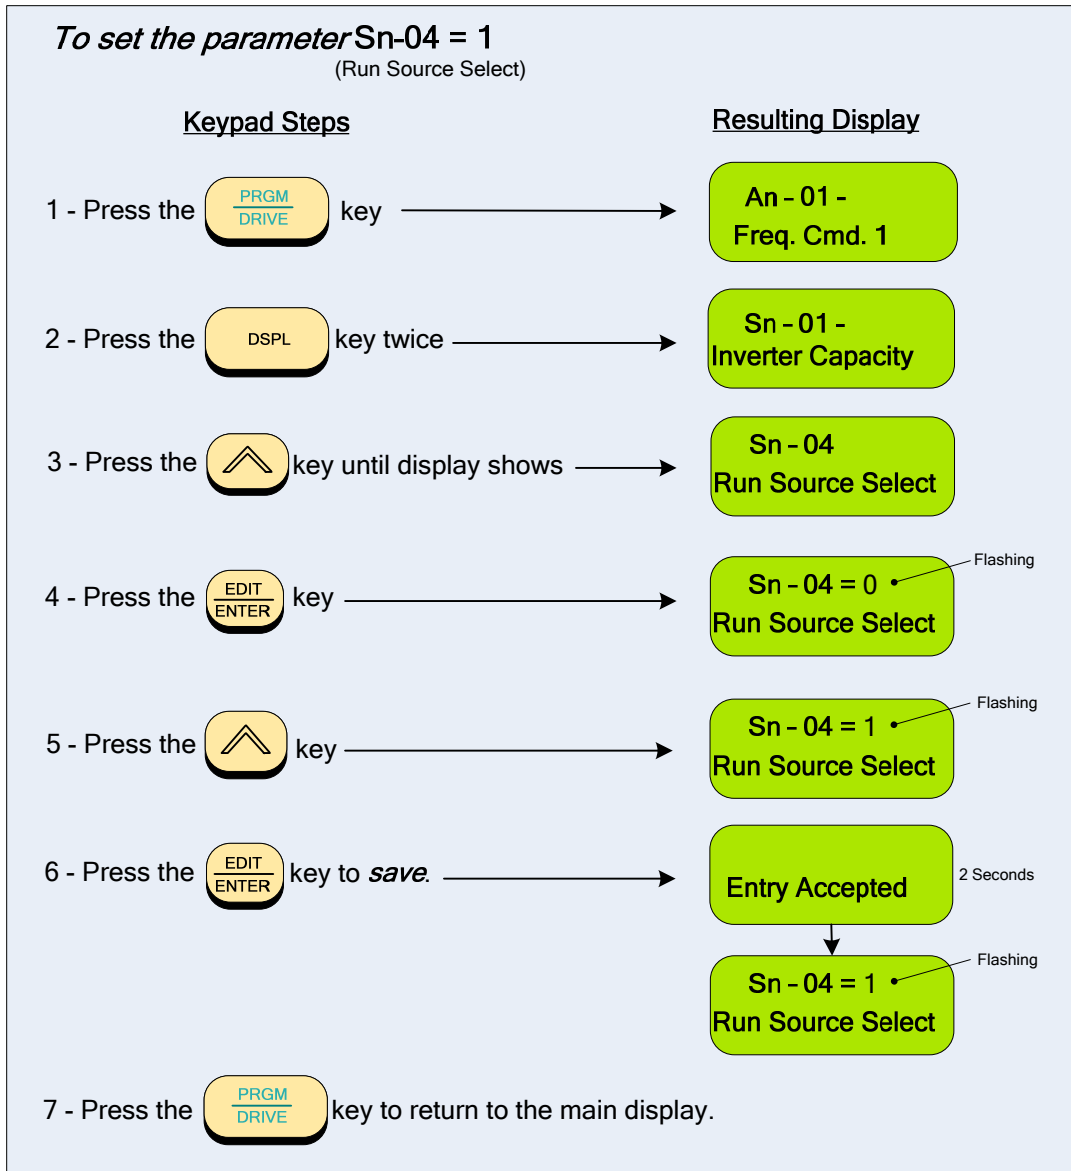 To set the parameter Sn-04 = 1
(Run Source Select)
Keypad Steps
Resulting Display
1 - Press the PRGM DRIVE key
An - 01 -
Freq. Cmd. 1
2 - Press the DSPL key twice
Sn - 01 -
Inverter Capacity
3 - Press the key until display shows
Sn - 04
Run Source Select
4 - Press the EDIT ENTER key
Flashing
Sn - 04 = 0
Run Source Select
5 - Press the key
Flashing
Sn - 04 = 1
Run Source Select
6 - Press the EDIT ENTER key to save.
Entry Accepted
2 Seconds
Flashing
Sn - 04 = 1
Run Source Select
7 - Press the PRGM DRIVE key to return to the main display.